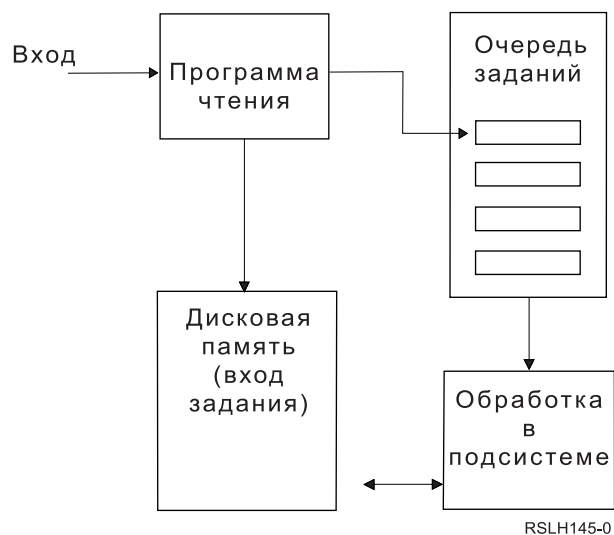 Вход
Программа
чтения
Очередь
заданий
Дисковая
память
(вход
задания)
Обработка
в
подсистеме
RSLH145-0